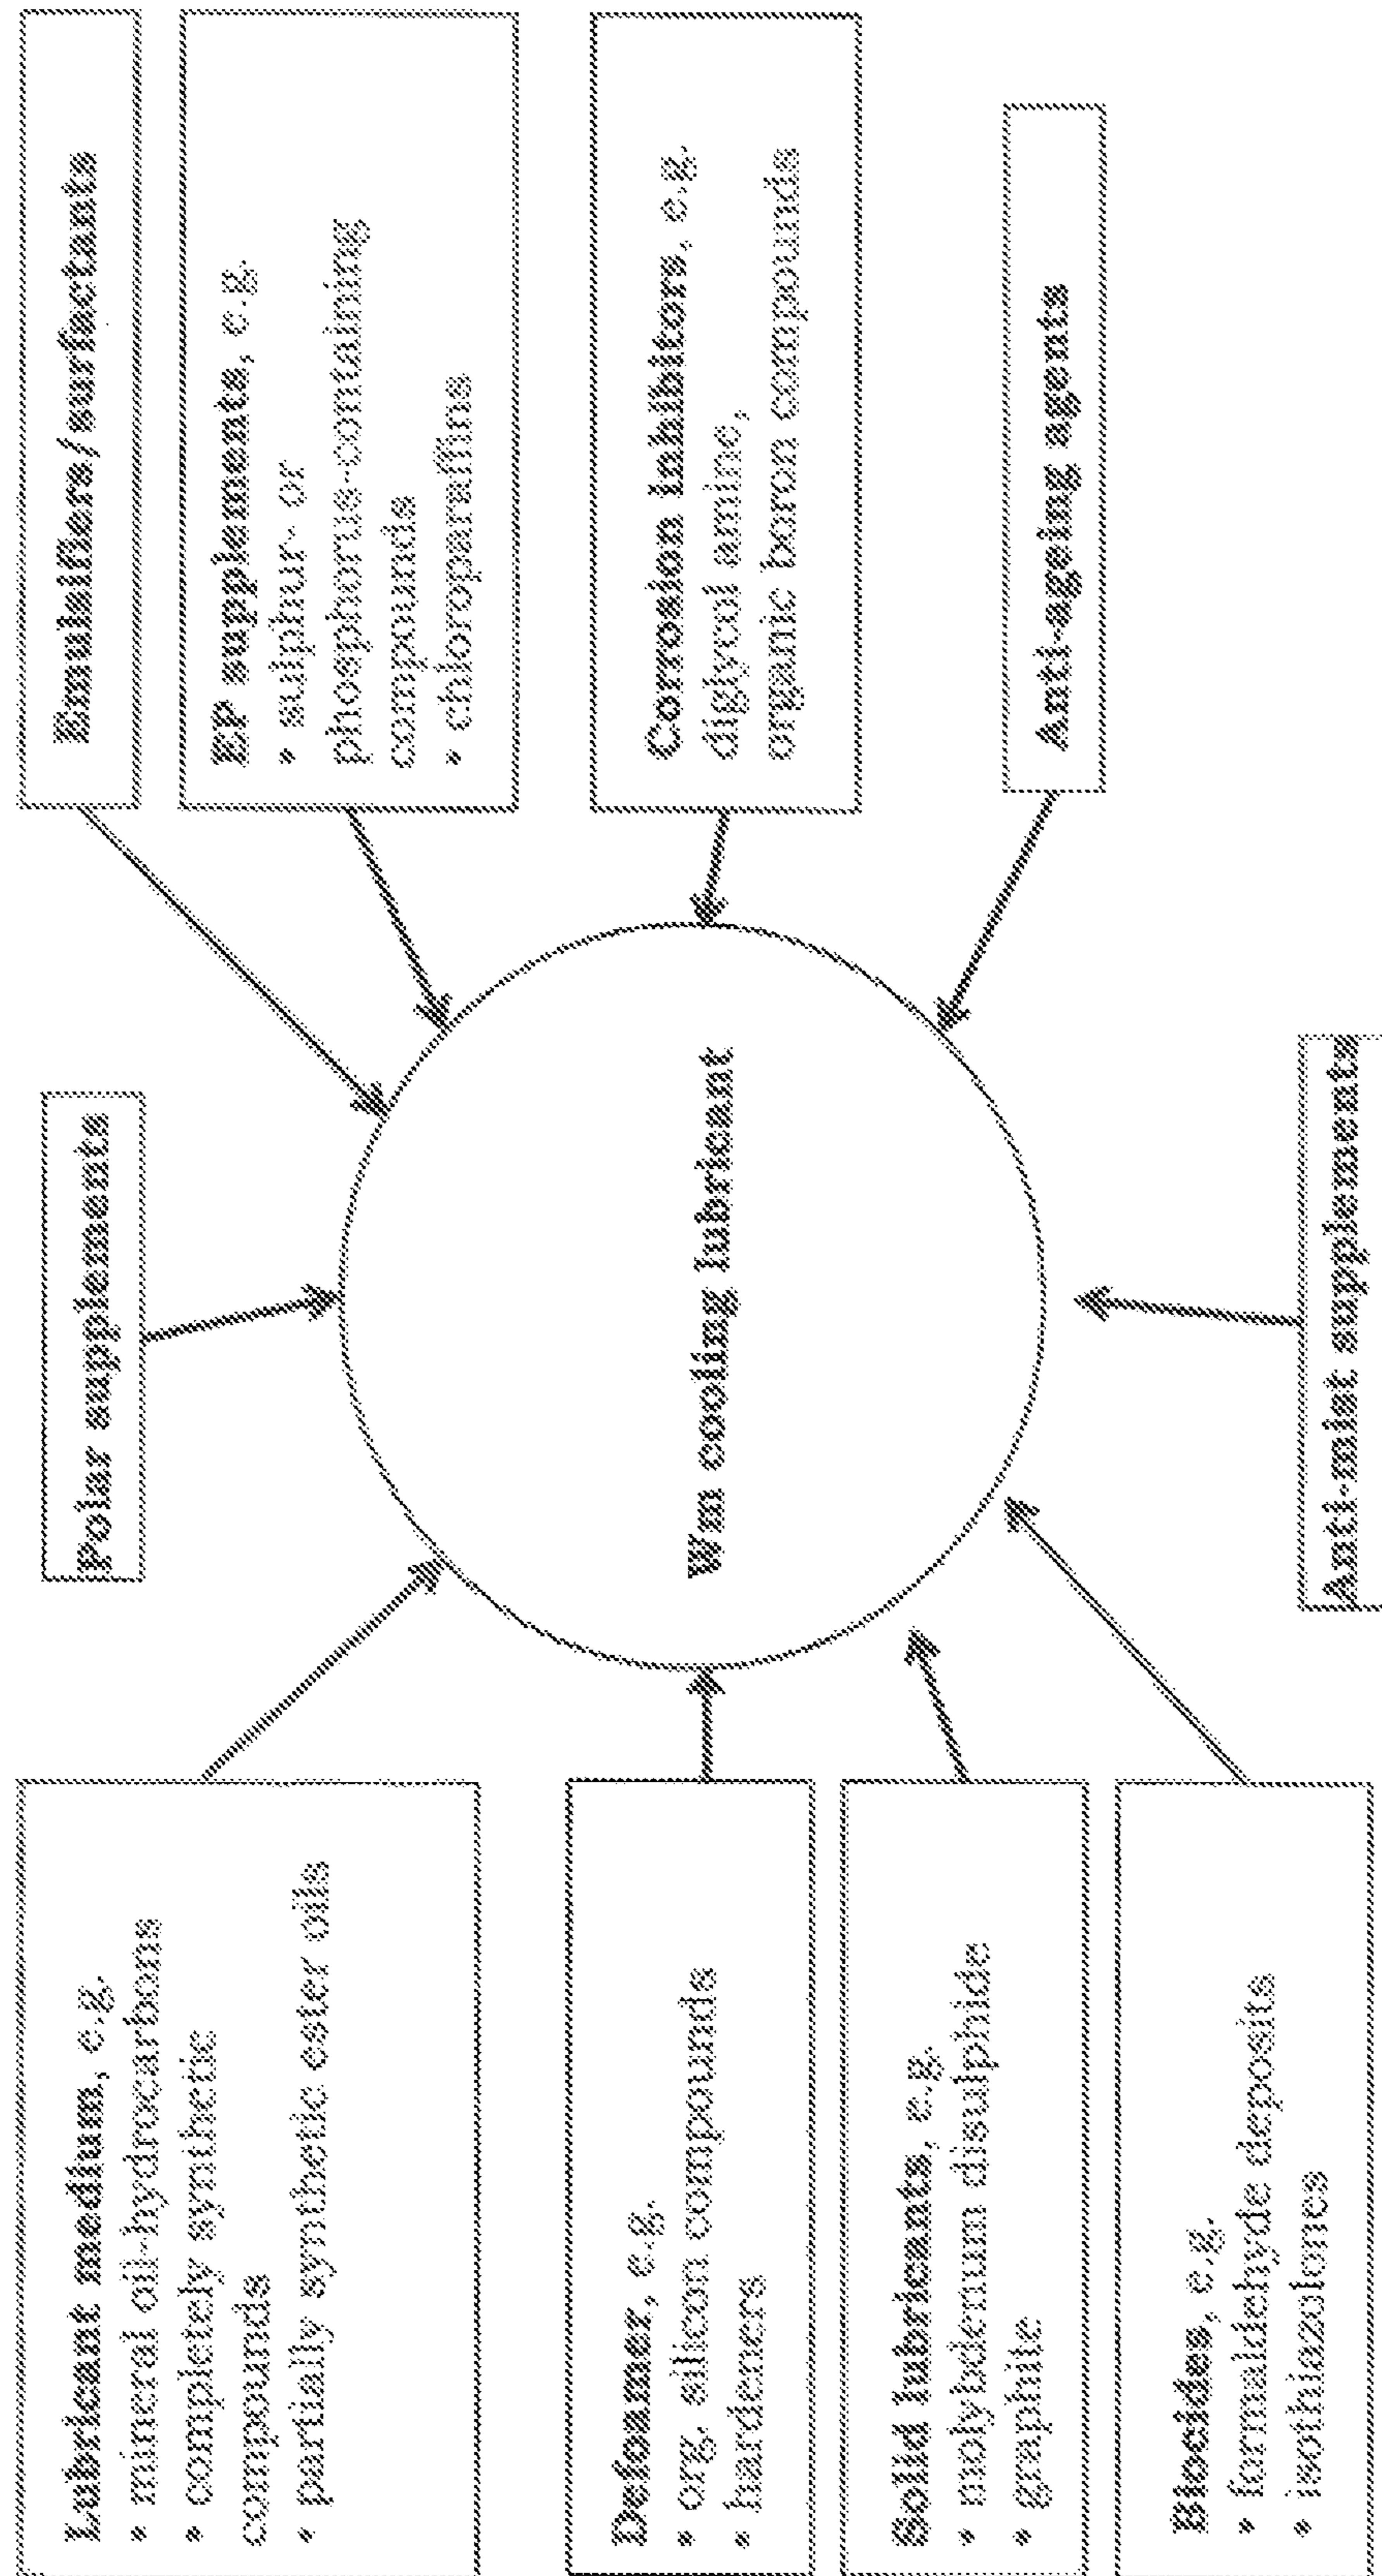 Lubricant medium, e.g.
• mineral oil-hydrocarbons
• completely synthetic
compounds
• partially synthetic ester oils
Polar supplements
Emulsifiers/surfactants
EP supplements, e.g.
• sulphur- or
phosphorus-containing
compounds
• chloroparaffins
Defoamer, e.g.
• org. silicon compounds
• hardeners
Wm cooling lubricant
Corrosion inhibitors, e.g.
diglycol amine,
organic boron compounds
Solid lubricants, e.g.
• molybdenum disulphide
• graphite
Anti-ageing agents
Biocides, e.g.
• formaldehyde deposits
• isothiazolones
Anti-mist supplements